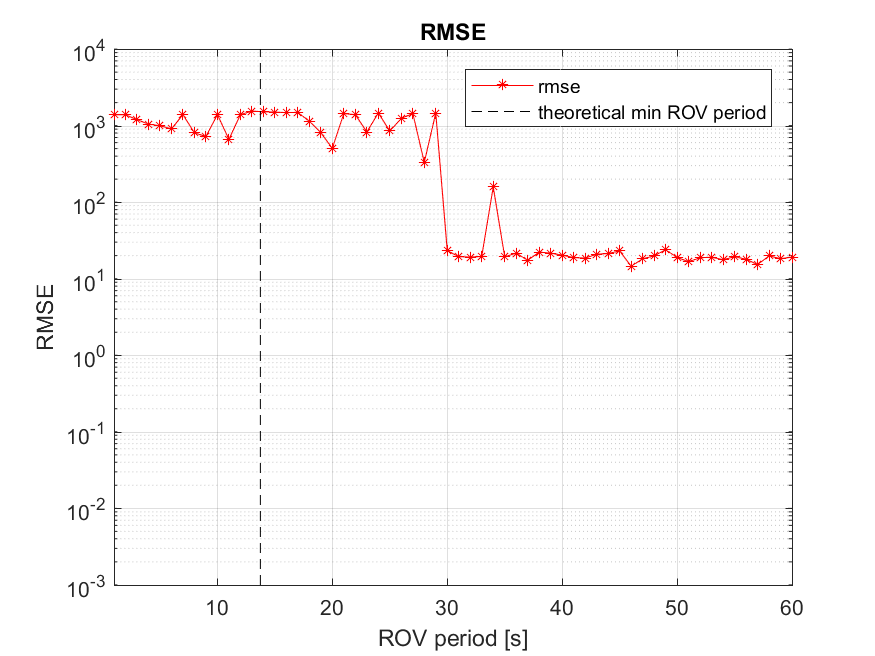 RMSE
rmse
theoretical min ROV period
RMSE
10^4
10^3
10^2
10^1
10^0
10^-1
10^-2
10^-3
10 20 30 40 50 60
ROV period [s]